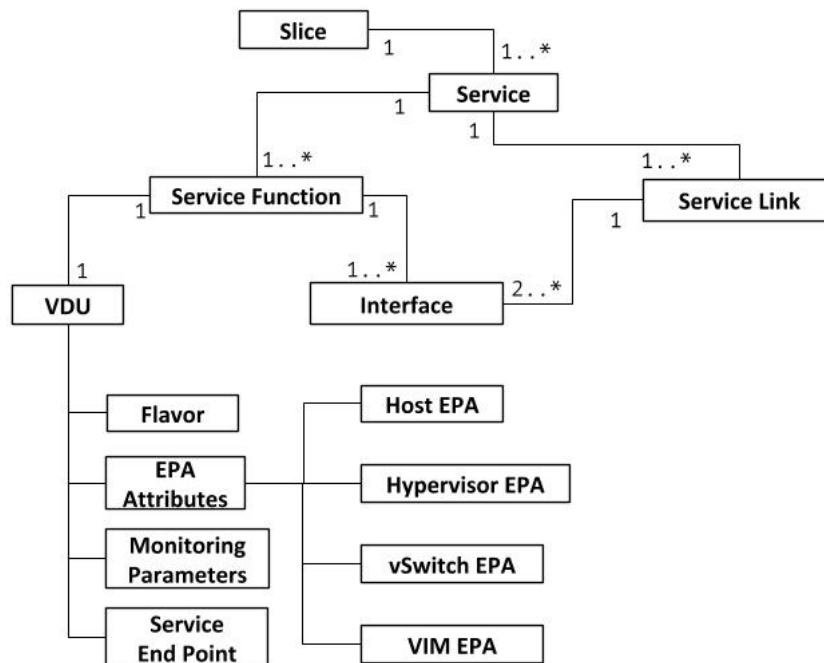 Slice
1
1..*
Service
1
1
1..*
1..*
Service Function
1
1
Service Link
1
1
1..*
2..*
VDU
Interface
Flavor
Host EPA
EPA
Attributes
Hypervisor EPA
Monitoring
Parameters
vSwitch EPA
Service
End Point
VIM EPA